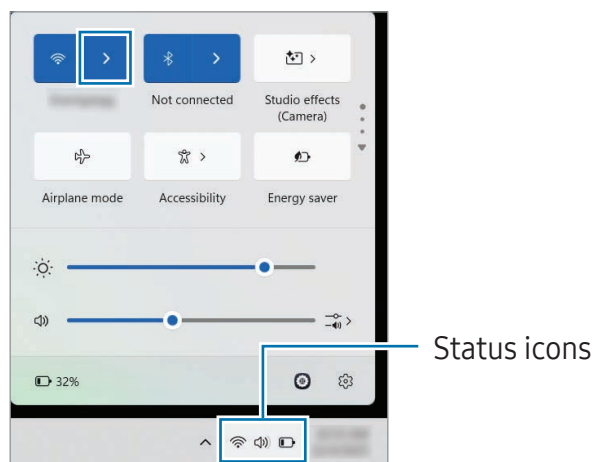 Not connected
Studio effects
(Camera)
Airplane mode
Accessibility
Energy saver
32%
Status icons